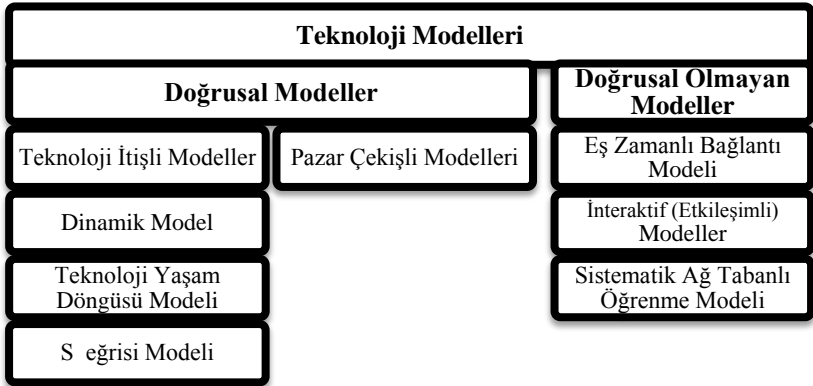 Teknoloji Modelleri
Doğrusal Modeller
Doğrusal Olmayan
Modeller
Teknoloji İtişli Modeller
Pazar Çekişli Modelleri
Eş Zamanlı Bağlantı
Modeli
Dinamik Model
İnteraktif (Etkileşimli)
Modeller
Teknoloji Yaşam
Döngüsü Modeli
Sistematik Ağ Tabanlı
Öğrenme Modeli
S eğrisi Modeli